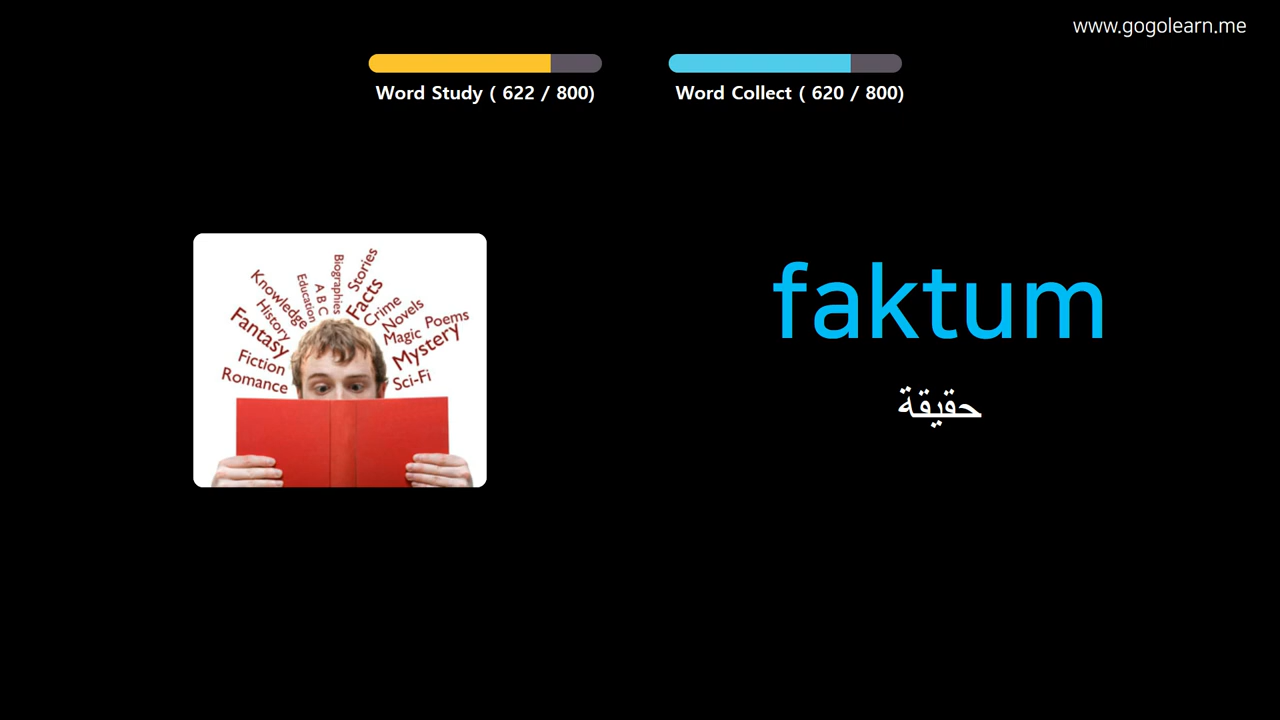 www.gogolearn.me
Word Study ( 622 / 800)
Word Collect ( 620 / 800)
Stories
Biographies
Facts
A B C
Education
Knowledge
Crime
History
Novels
Poems
Fantasy
Magic
Mystery
Fiction
Romance
Sci-Fi
faktum
حقيقة